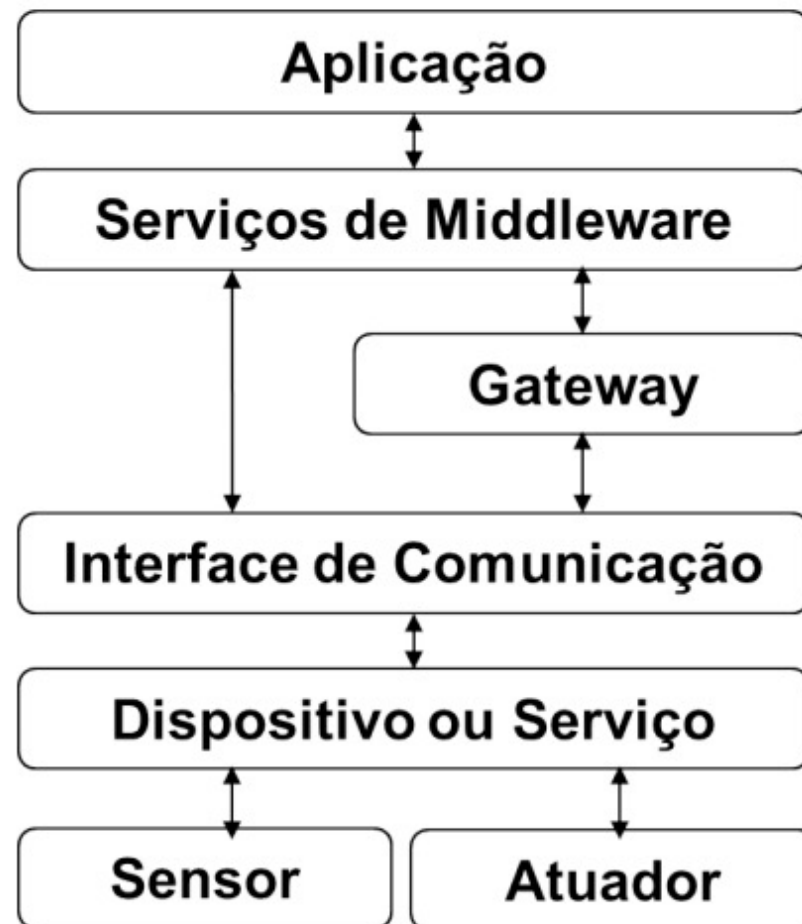 Aplicação
Serviços de Middleware
Gateway
Interface de Comunicação
Dispositivo ou Serviço
Sensor
Atuador